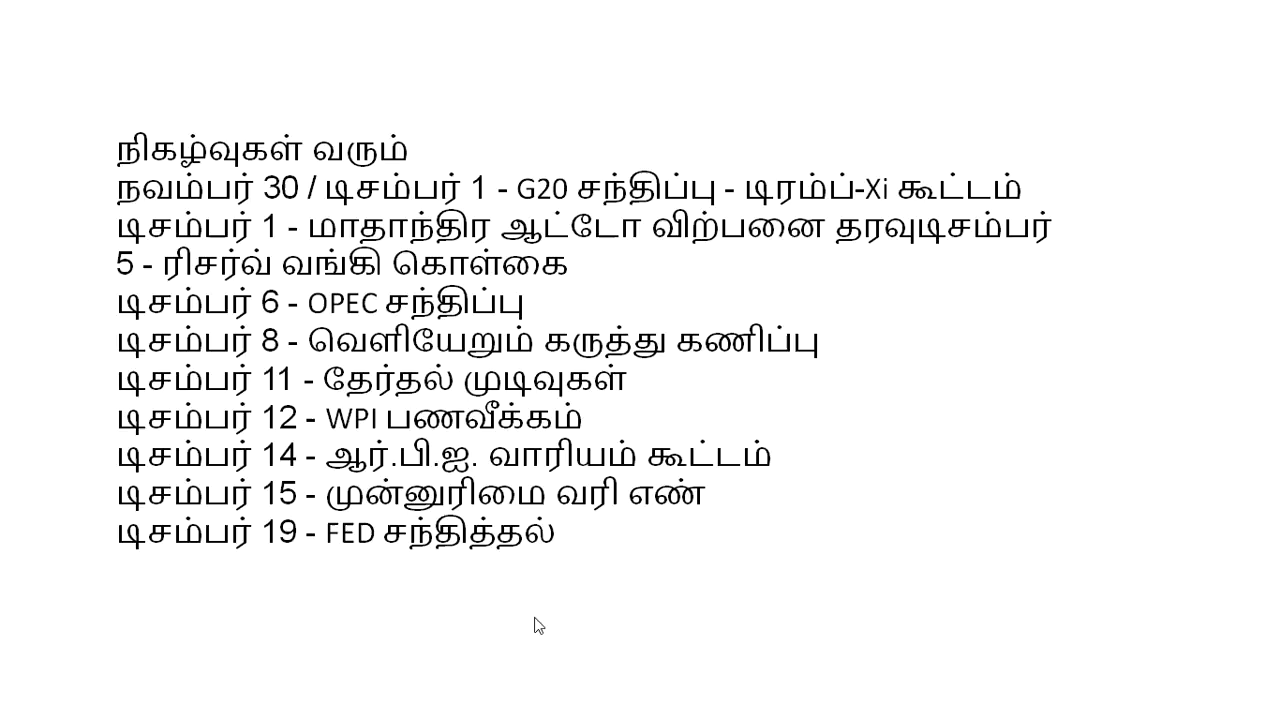 நிகழ்வுகள் வரும்
நவம்பர் 30 / டிசம்பர் 1 - G20 சந்திப்பு - டிரம்ப்-Xi கூட்டம்
டிசம்பர் 1 - மாதாந்திர ஆட்டோ விற்பனை தரவுடிசம்பர்
5 - ரிசர்வ் வங்கி கொள்கை
டிசம்பர் 6 - OPEC சந்திப்பு
டிசம்பர் 8 - வெளியேறும் கருத்து கணிப்பு
டிசம்பர் 11 - தேர்தல் முடிவுகள்
டிசம்பர் 12 - WPI பணவீக்கம்
டிசம்பர் 14 - ஆர்.பி.ஐ. வாரியம் கூட்டம்
டிசம்பர் 15 - முன்னுரிமை வரி எண்
டிசம்பர் 19 - FED சந்தித்தல்